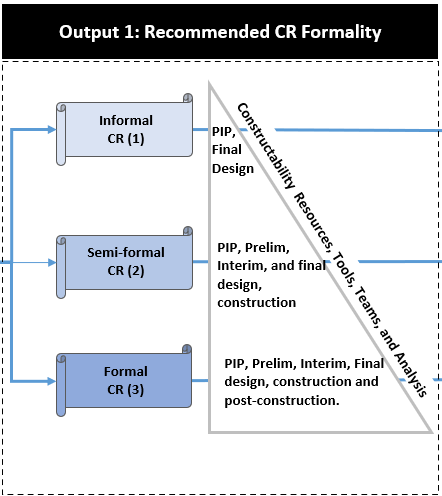 Output 1: Recommended CR Formality
Informal
CR (1)
PIP,
Final
Design
Constructability Resources, Tools, Teams, and Analysis
Semi-formal
CR (2)
PIP, Prelim,
Interim, and final
design,
construction
Formal
CR (3)
PIP, Prelim, Interim, Final
design, construction and
post-construction.